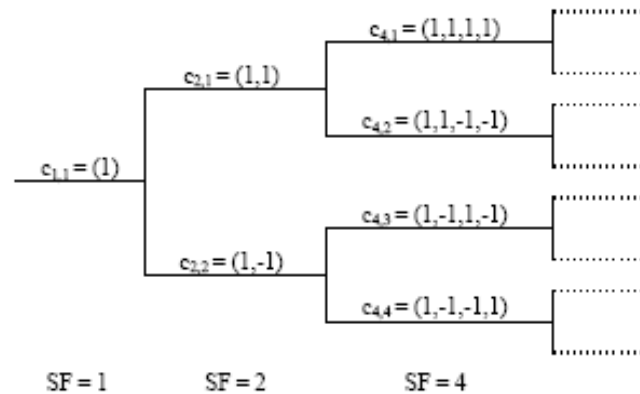 c4,1 = (1,1,1,1)
c2,1 = (1,1)
c4,2 = (1,1,-1,-1)
c1,1 = (1)
c4,3 = (1,-1,1,-1)
c2,2 = (1,-1)
c4,4 = (1,-1,-1,1)
SF = 1 SF = 2 SF = 4